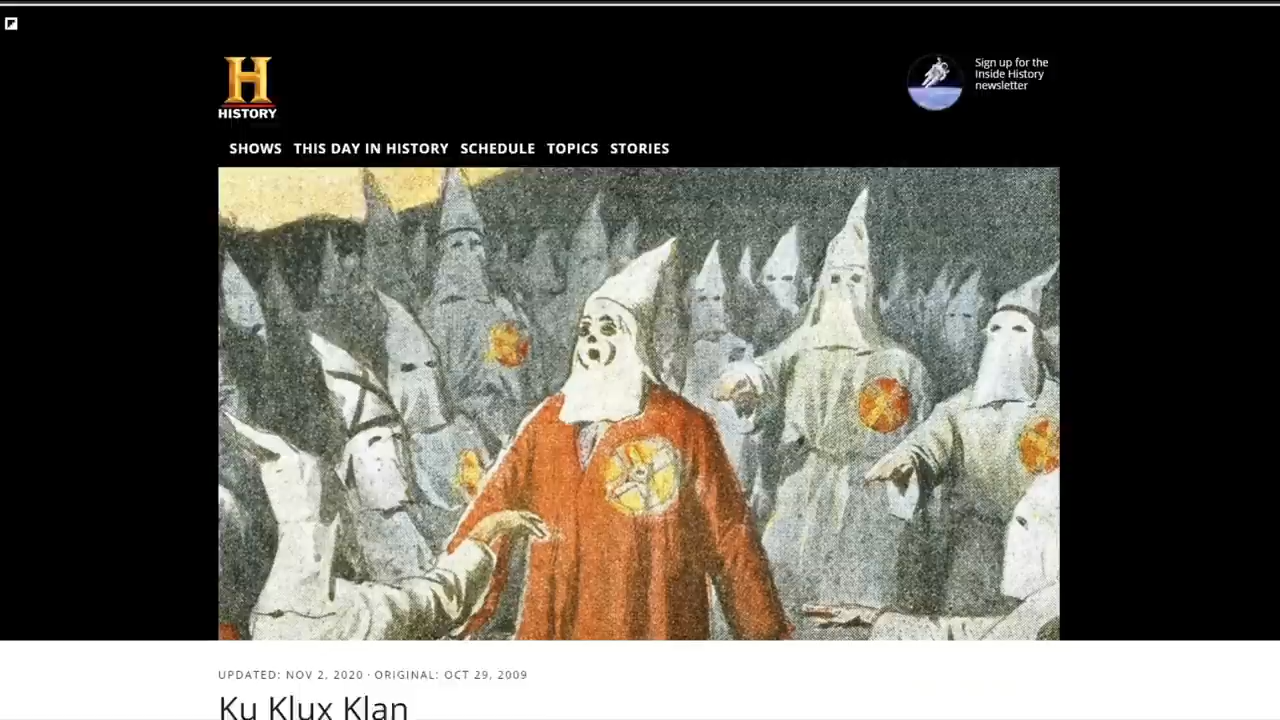 HISTORY
Sign up for the
Inside History
newsletter
SHOWS THIS DAY IN HISTORY SCHEDULE TOPICS STORIES
UPDATED: NOV 2, 2020 · ORIGINAL: OCT 29, 2009
Ku Klux Klan